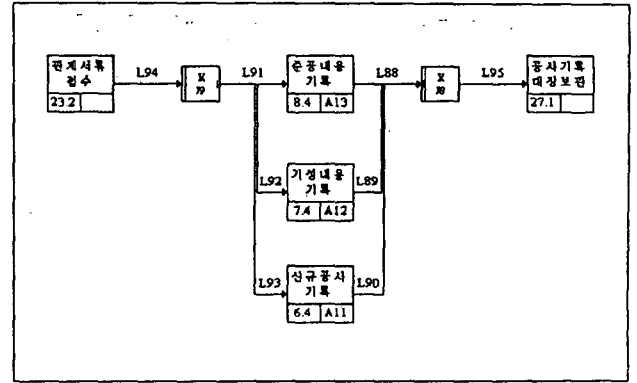 관계서류
접수
23.2
L94
X
L91
준공내용
기록
8.4 A13
L88
X
L95
공사기록
대장보관
27.1
L92
기성내용
기록
7.4 A12
L89
L93
신규공사
기록
6.4 A11
L90